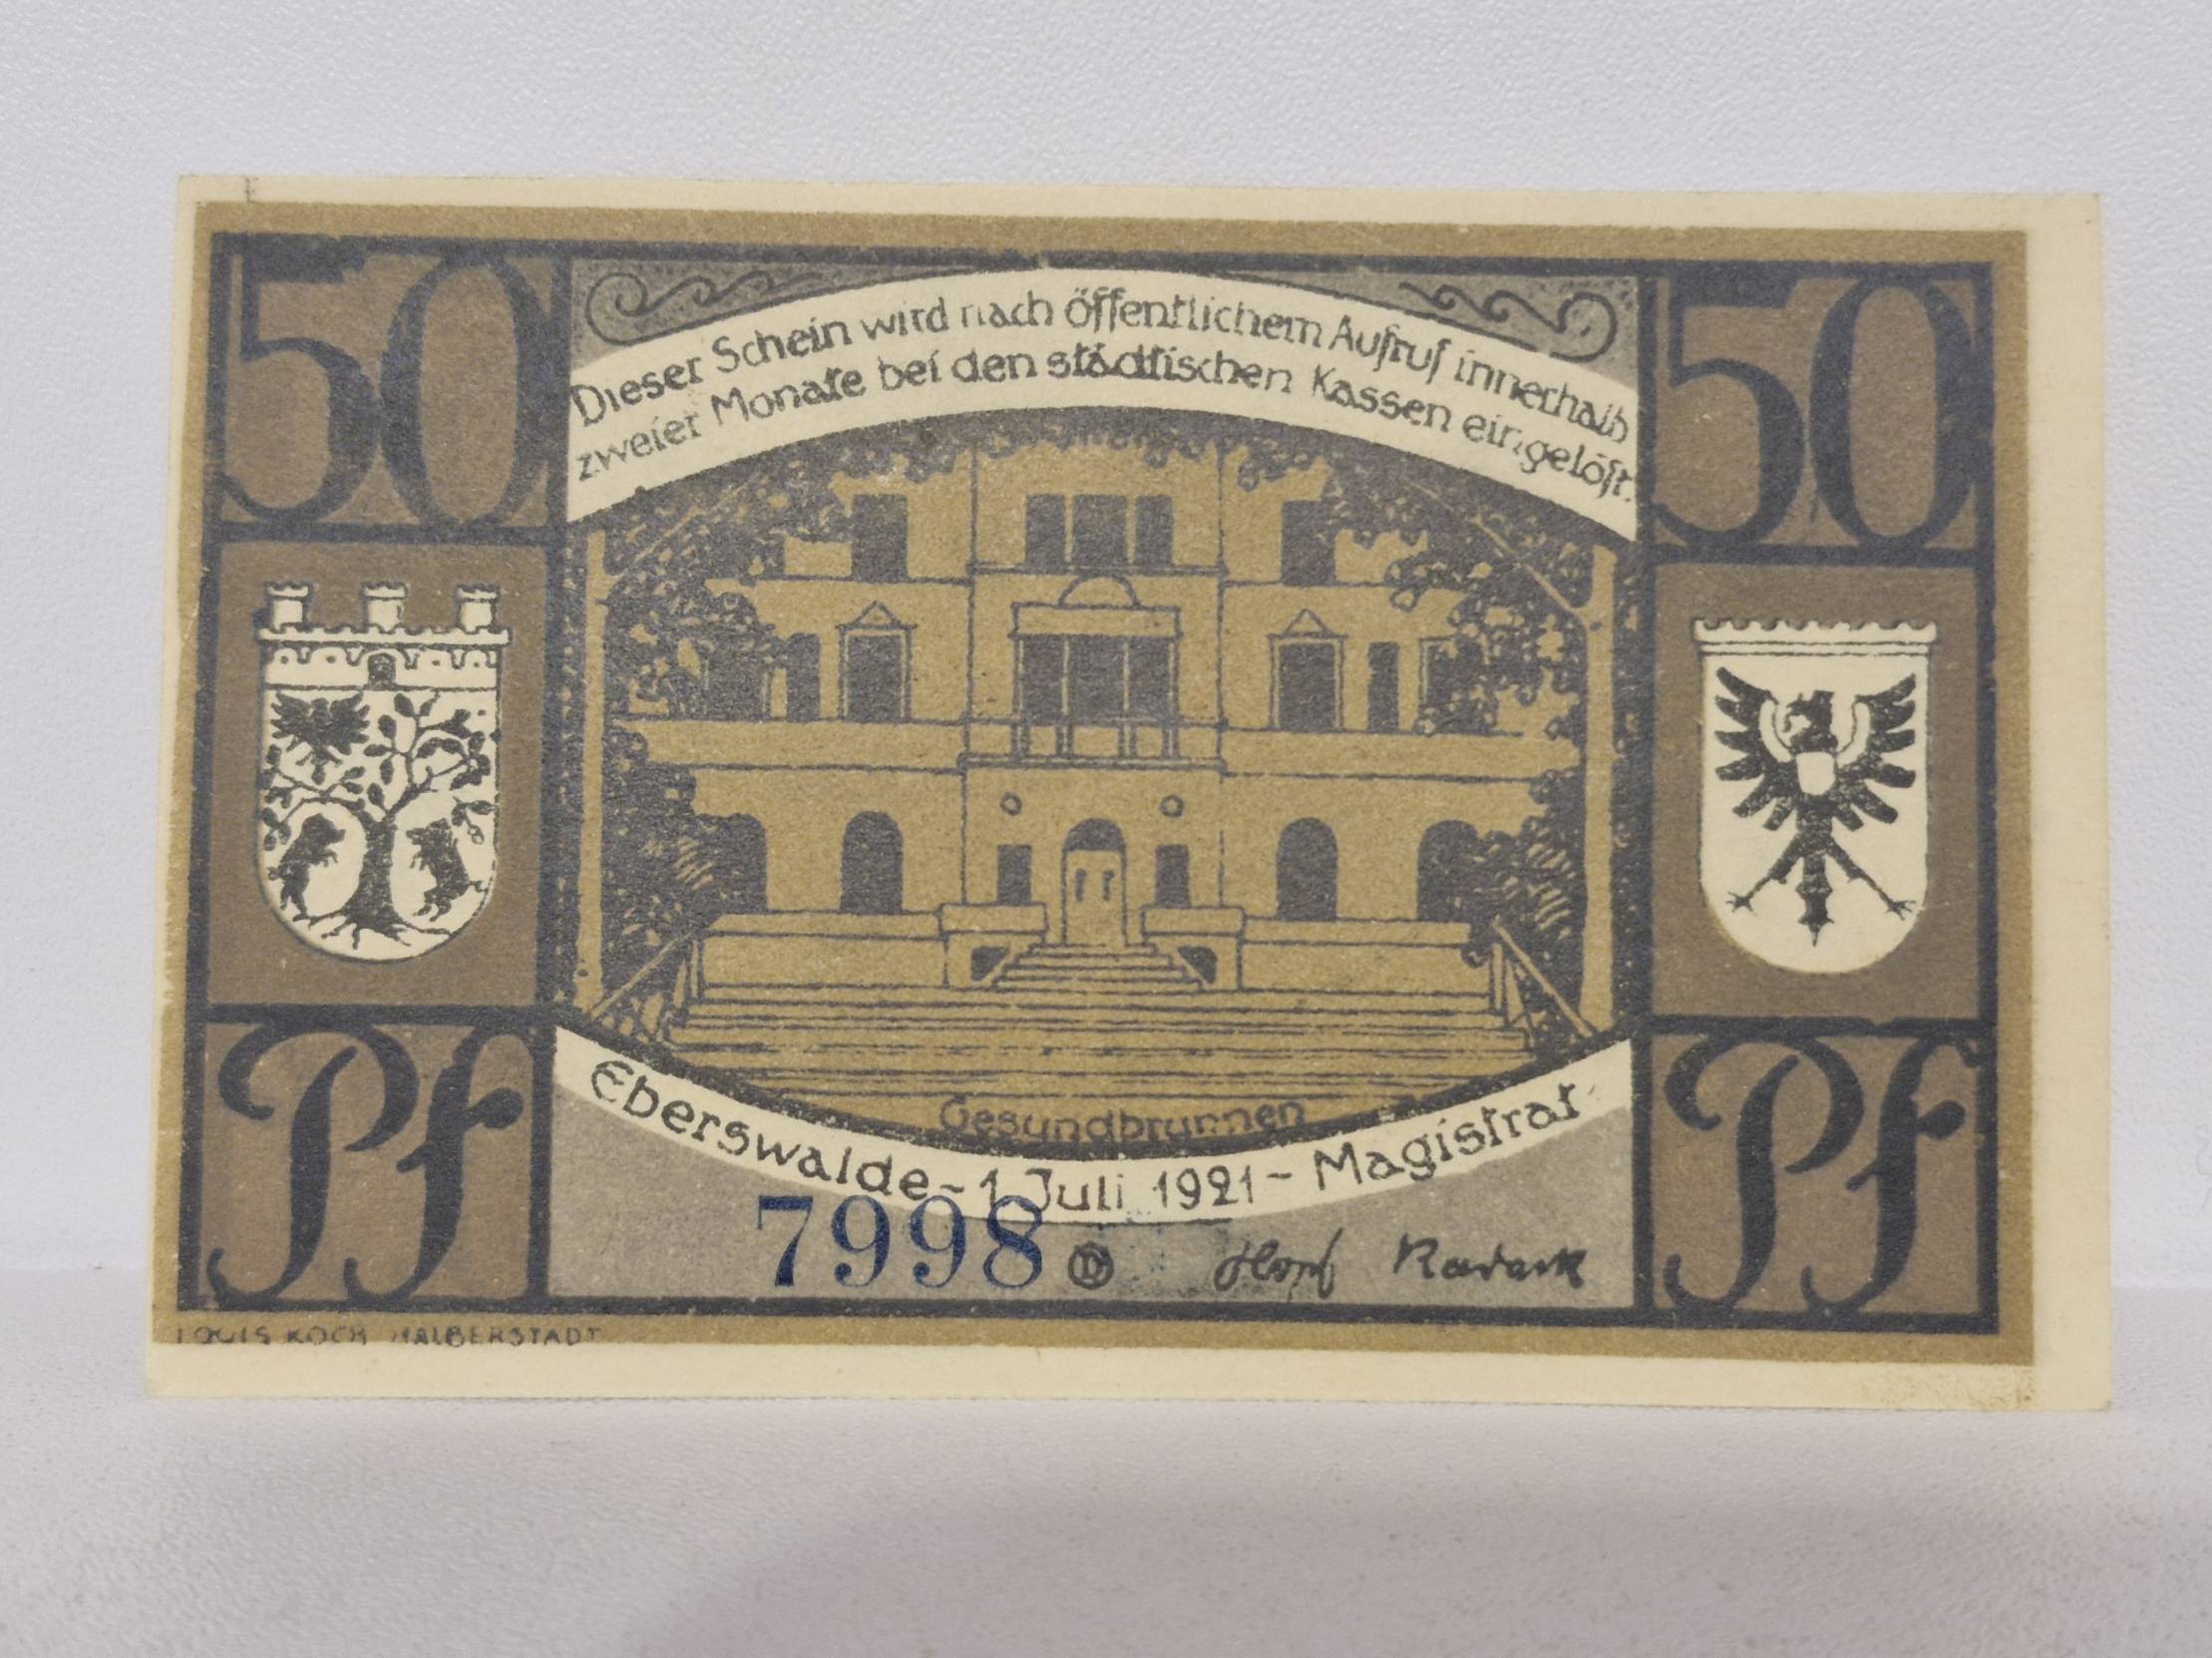 50
50
Dieser Schein wird nach öffentlichem Aufruf innerhalb
zweier Monate bei den städtischen Kassen eingelöst.
Gesundbrunnen
Eberswalde - 1 Juli 1921 - Magistrat
Pf
Pf
7998
Hopf
LOUIS KOCH HALBERSTADT